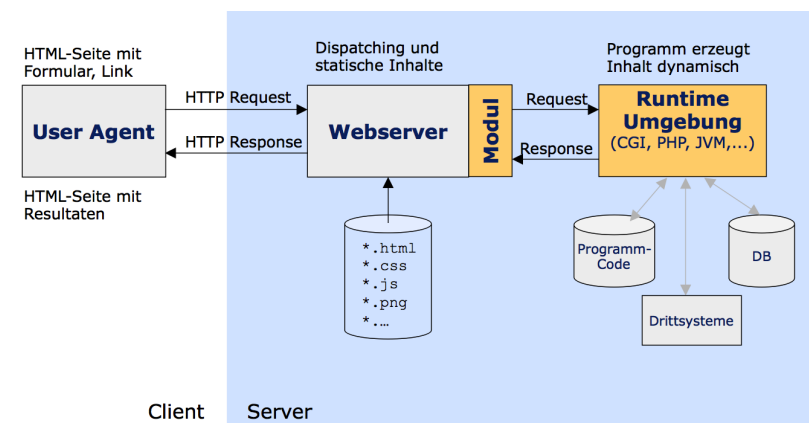 HTML-Seite mit
Formular, Link
Dispatching und
statische Inhalte
Programm erzeugt
Inhalt dynamisch
HTTP Request
HTTP Response
User Agent
Webserver
Modul
Request
Response
Runtime
Umgebung
(CGI, PHP, JVM,...)
HTML-Seite mit
Resultaten
*.html
*.css
*.js
*.png
*.…
Programm-
Code
DB
Drittsysteme
Client
Server